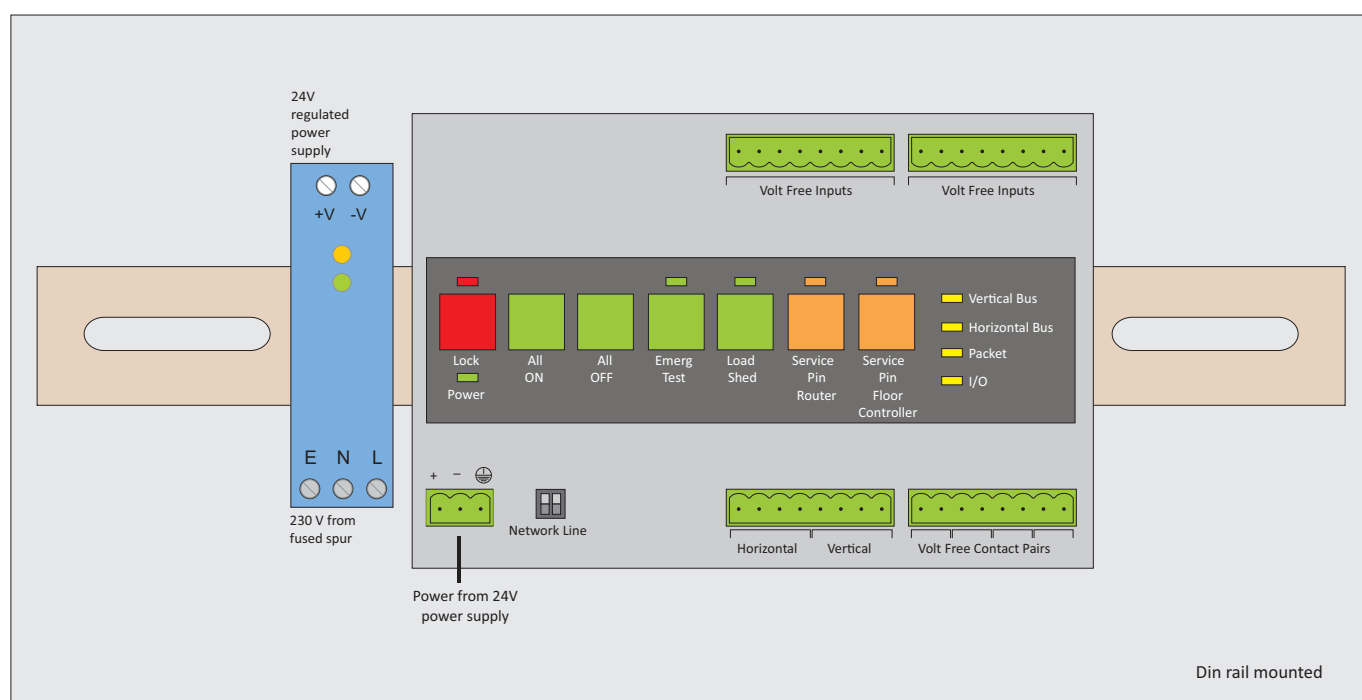 24V
regulated
power
supply
+V -V
E N L
230 V from
fused spur
Volt Free Inputs
Volt Free Inputs
Lock
Power
All
ON
All
OFF
Emerg
Test
Load
Shed
Service
Pin
Router
Service
Pin
Floor
Controller
Vertical Bus
Horizontal Bus
Packet
I/O
+ −
Network Line
Horizontal
Vertical
Volt Free Contact Pairs
Power from 24V
power supply
Din rail mounted